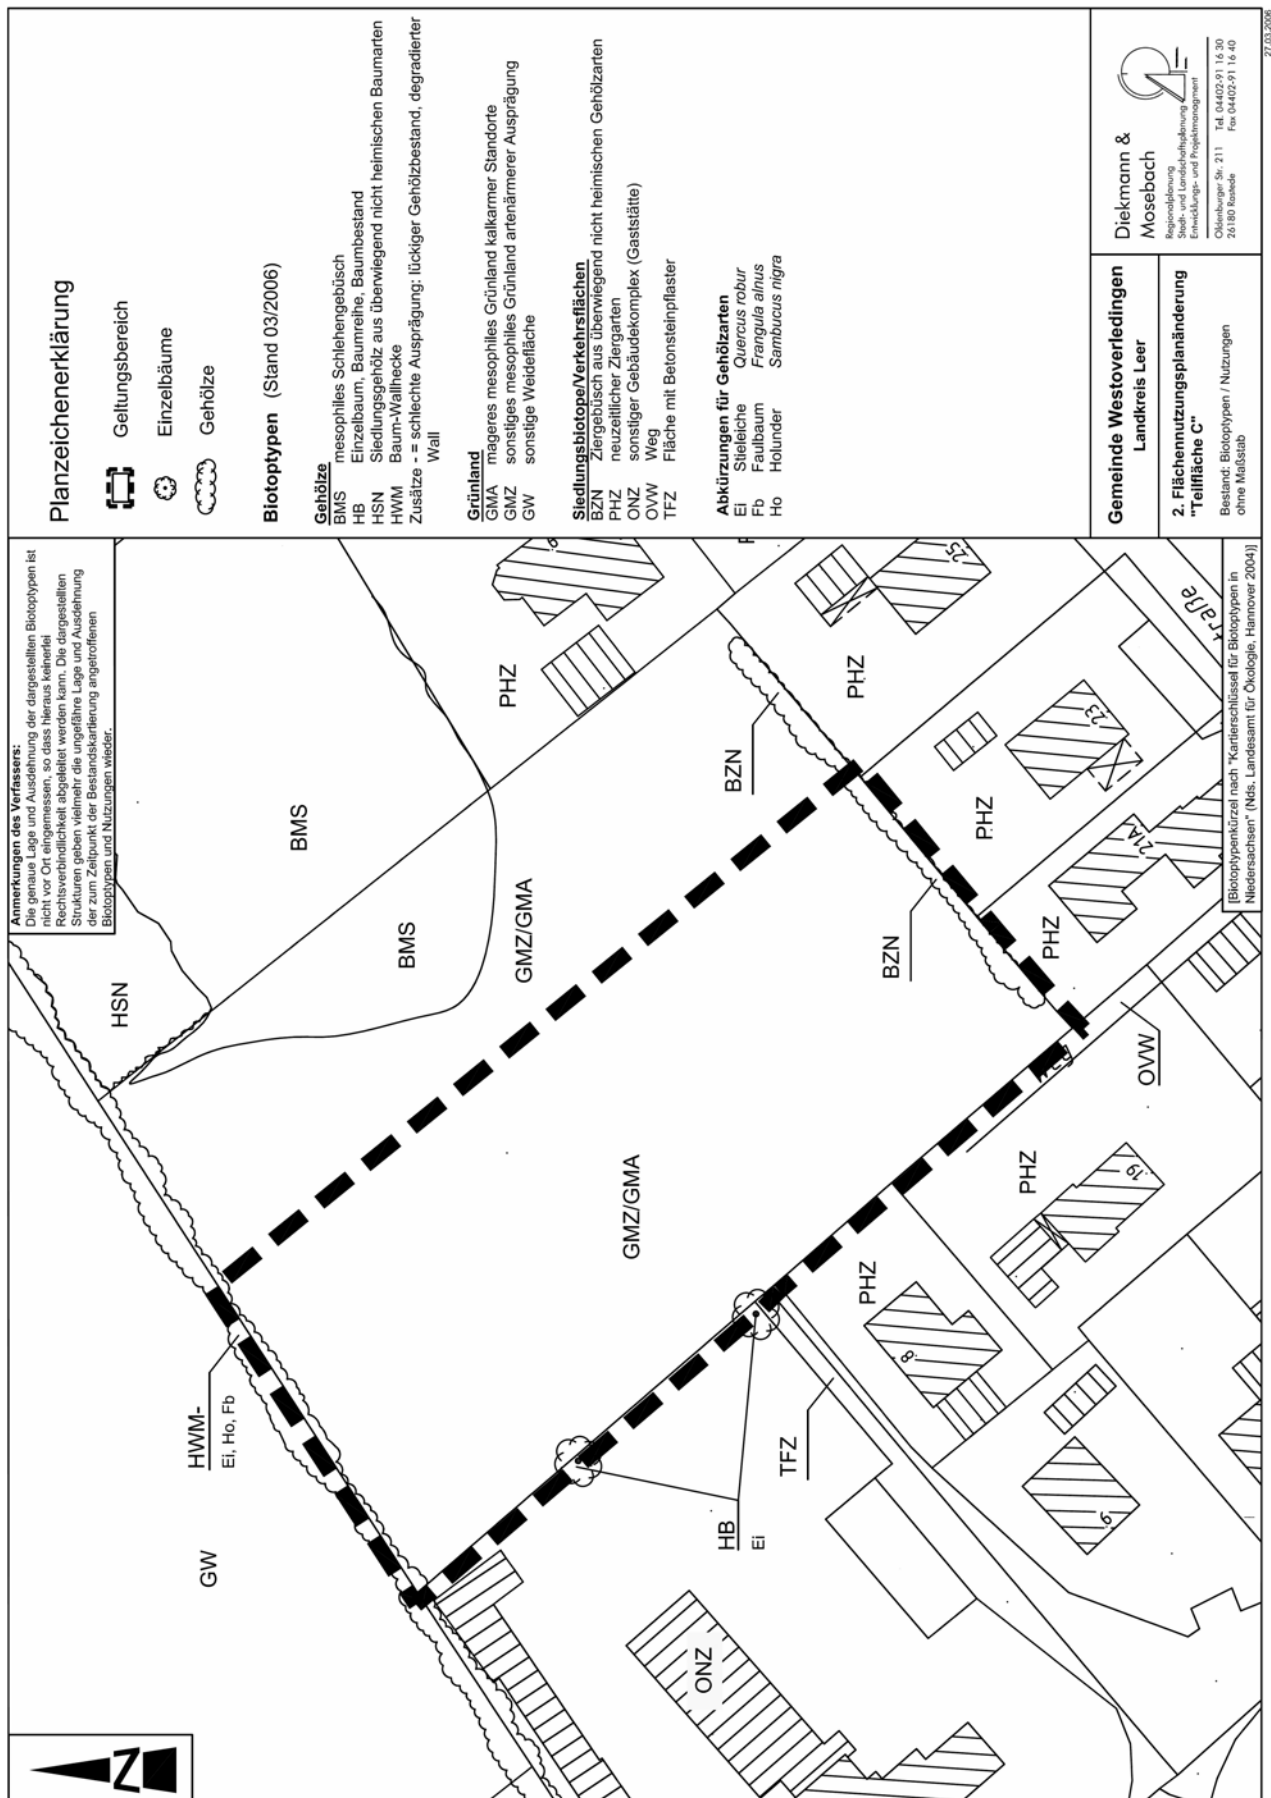 Anmerkungen des Verfassers:
Die genaue Lage und Ausdehnung der dargestellten Biotoptypen ist
nicht vor Ort eingemessen, so dass hieraus keinerlei
Rechtsverbindlichkeit abgeleitet werden kann. Die dargestellten
Strukturen geben vielmehr die ungefähre Lage und Ausdehnung
der zum Zeitpunkt der Bestandskartierung angetroffenen
Biotoptypen und Nutzungen wieder.
Planzeichenerklärung
Geltungsbereich
Einzelbäume
Gehölze
Biotoptypen (Stand 03/2006)
Gehölze
BMS mesophiles Schlehengebüsch
HB Einzelbaum, Baumreihe, Baumbestand
HSN Siedlungsgehölz aus überwiegend nicht heimischen Baumarten
HWM Baum-Wallhecke
Zusätze - = schlechte Ausprägung: lückiger Gehölzbestand, degradierter
Wall
Grünland
GMA mageres mesophiles Grünland kalkarmer Standorte
GMZ sonstiges mesophiles Grünland artenärmerer Ausprägung
GW sonstige Weidefläche
Siedlungsbiotope/Verkehrsflächen
BZN Ziergebüsch aus überwiegend nicht heimischen Gehölzarten
PHZ neuzeitlicher Ziergarten
ONZ sonstiger Gebäudekomplex (Gaststätte)
OVW Weg
TFZ Fläche mit Betonsteinpflaster
Abkürzungen für Gehölzarten
Ei Stieleiche Quercus robur
Fb Faulbaum Frangula alnus
Ho Holunder Sambucus nigra
Gemeinde Westoverledingen
Landkreis Leer
2. Flächennutzungsplanänderung
"Teilfläche C"
Bestand: Biotoptypen / Nutzungen
ohne Maßstab
Diekmann &
Mosebach
Regionalplanung
Stadt- und Landschaftsplanung
Entwicklungs- und Projektmanagment
Oldenburger Str. 211 Tel. 04402-91 16 30
26180 Rastede Fax 04402-91 16 40
27.03.2006
[Biotoptypenkürzel nach "Kartierschlüssel für Biotoptypen in
Niedersachsen" (Nds. Landesamt für Ökologie, Hannover 2004)]
N
GW
HWM-
Ei, Ho, Fb
HSN
BMS
BMS
GMZ/GMA
GMZ/GMA
PHZ
BZN
PHZ
BZN
PHZ
PHZ
OVW
PHZ
PHZ
TFZ
HB
Ei
ONZ
25
23
21A
19
8
9
raße